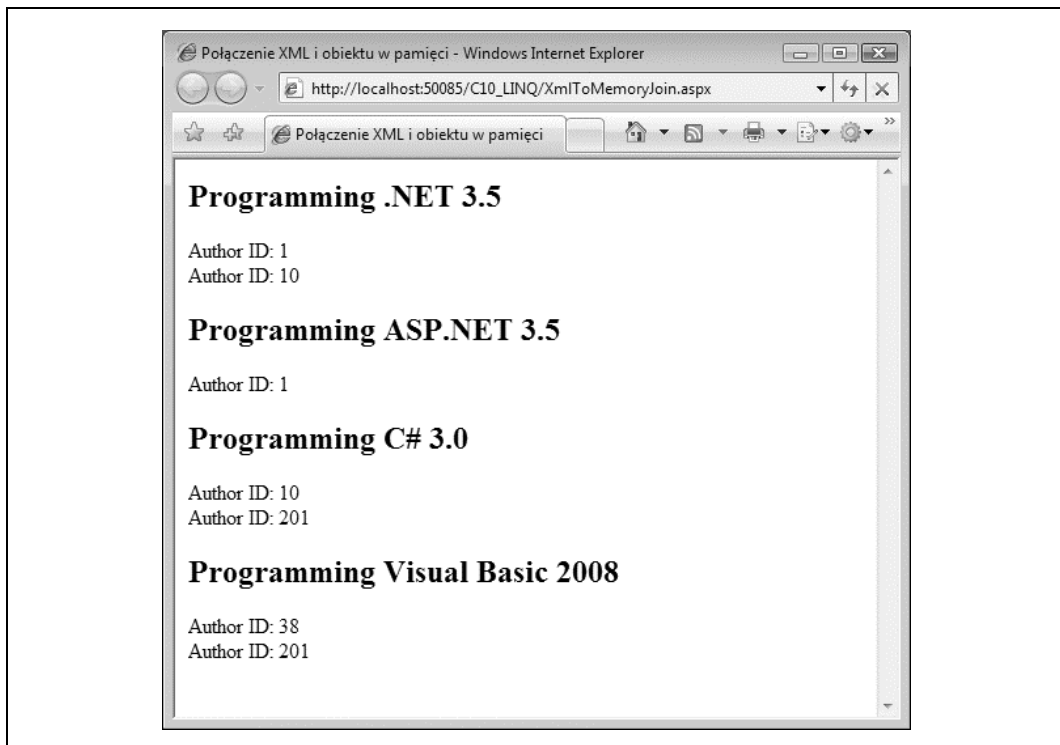 Połączenie XML i obiektu w pamięci - Windows Internet Explorer
http://localhost:50085/C10_LINQ/XmlToMemoryJoin.aspx
Połączenie XML i obiektu w pamięci
Programming .NET 3.5
Author ID: 1
Author ID: 10
Programming ASP.NET 3.5
Author ID: 1
Programming C# 3.0
Author ID: 10
Author ID: 201
Programming Visual Basic 2008
Author ID: 38
Author ID: 201